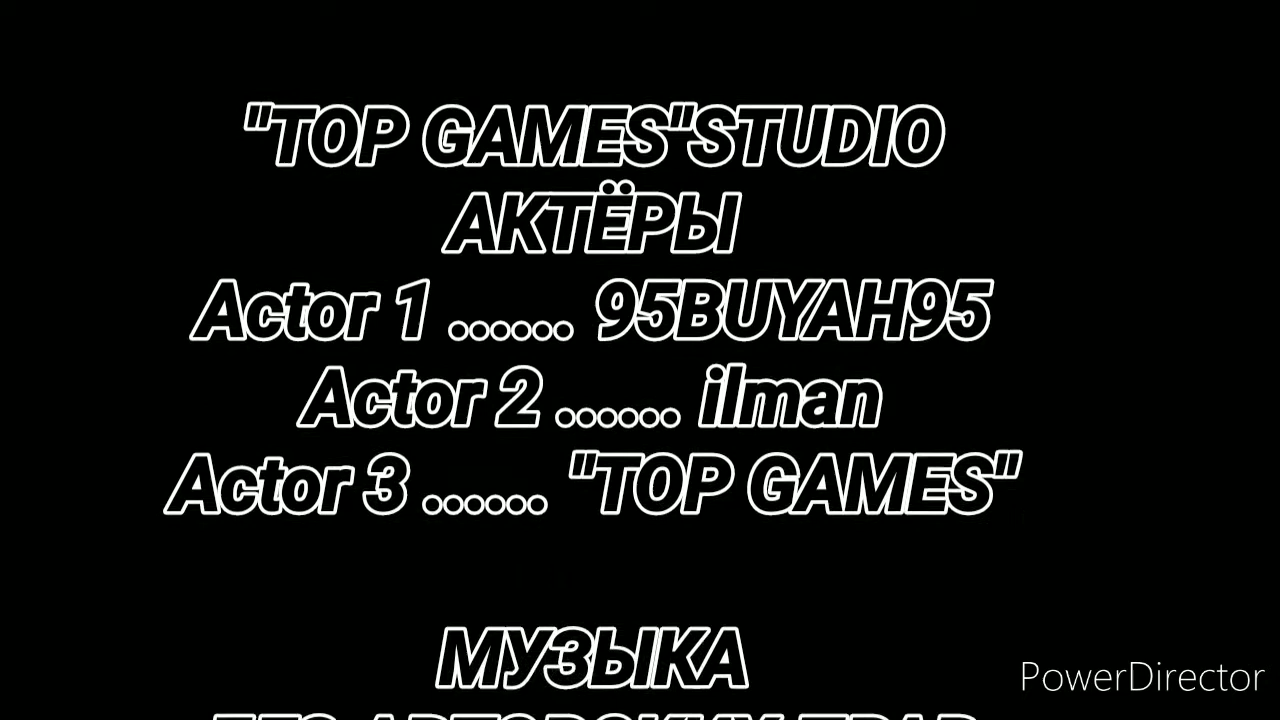 "TOP GAMES"STUDIO
АКТЁРЫ
Actor 1 ...... 95BUYAH95
Actor 2 ...... ilman
Actor 3 ...... "TOP GAMES"
МУЗЫКА
PowerDirector